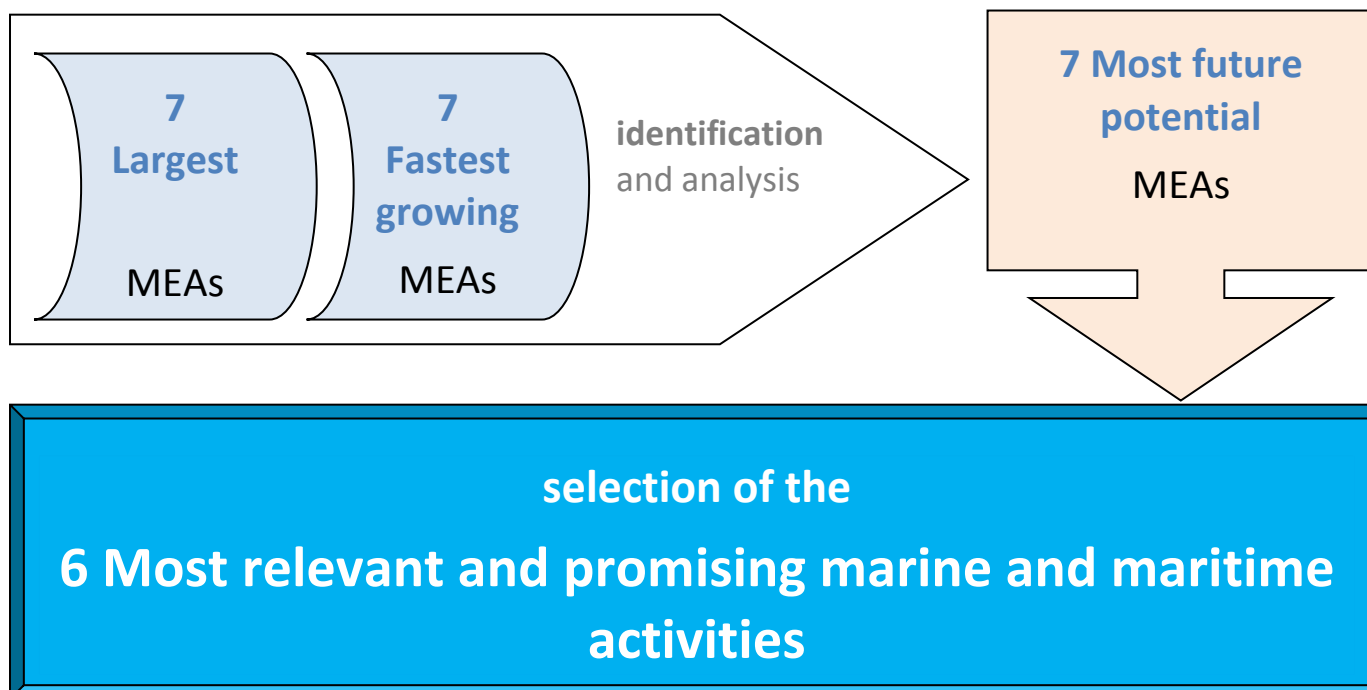 7
Largest
MEAs
7
Fastest
growing
MEAs
identification
and analysis
7 Most future
potential
MEAs
selection of the
6 Most relevant and promising marine and maritime
activities